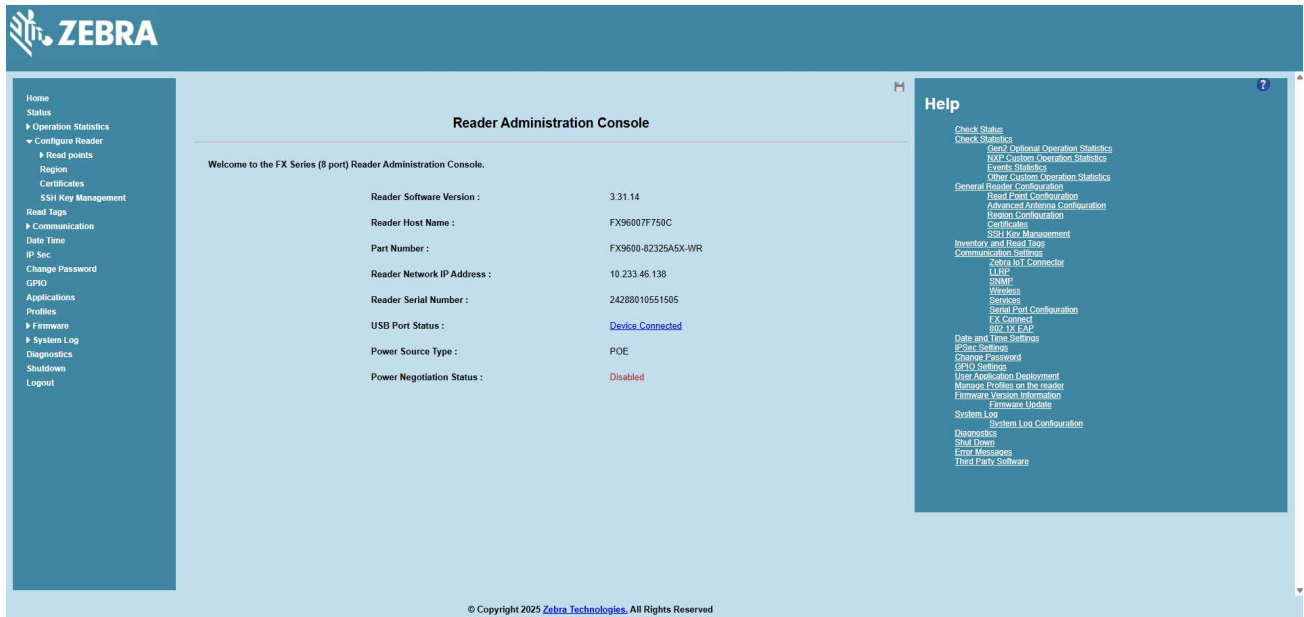 ZEBRA
Home
Status
Operation Statistics
Configure Reader
Read points
Region
Certificates
SSH Key Management
Read Tags
Communication
Date Time
IP Sec
Change Password
GPIO
Applications
Profiles
Firmware
System Log
Diagnostics
Shutdown
Logout
Reader Administration Console
Welcome to the FX Series (8 port) Reader Administration Console.
Reader Software Version : 3.31.14
Reader Host Name : FX96007F750C
Part Number : FX9600-82325A5X-WR
Reader Network IP Address : 10.233.46.138
Reader Serial Number : 24288010551505
USB Port Status : Device Connected
Power Source Type : POE
Power Negotiation Status : Disabled
?
Help
Check Status
Check Statistics
Gen2 Optional Operation Statistics
NXP Custom Operation Statistics
Events Statistics
Other Custom Operation Statistics
General Reader Configuration
Read Point Configuration
Advanced Antenna Configuration
Region Configuration
Certificates
SSH Key Management
Inventory and Read Tags
Communication Settings
Zebra IoT Connector
LLRP
SNMP
Wireless
Services
Serial Port Configuration
FX Connect
802.1X EAP
Date and Time Settings
IPSec Settings
Change Password
GPIO Settings
User Application Deployment
Manage Profiles on the reader
Firmware Version Information
Firmware Update
System Log
System Log Configuration
Diagnostics
Shut Down
Error Messages
Third Party Software
© Copyright 2025 Zebra Technologies. All Rights Reserved